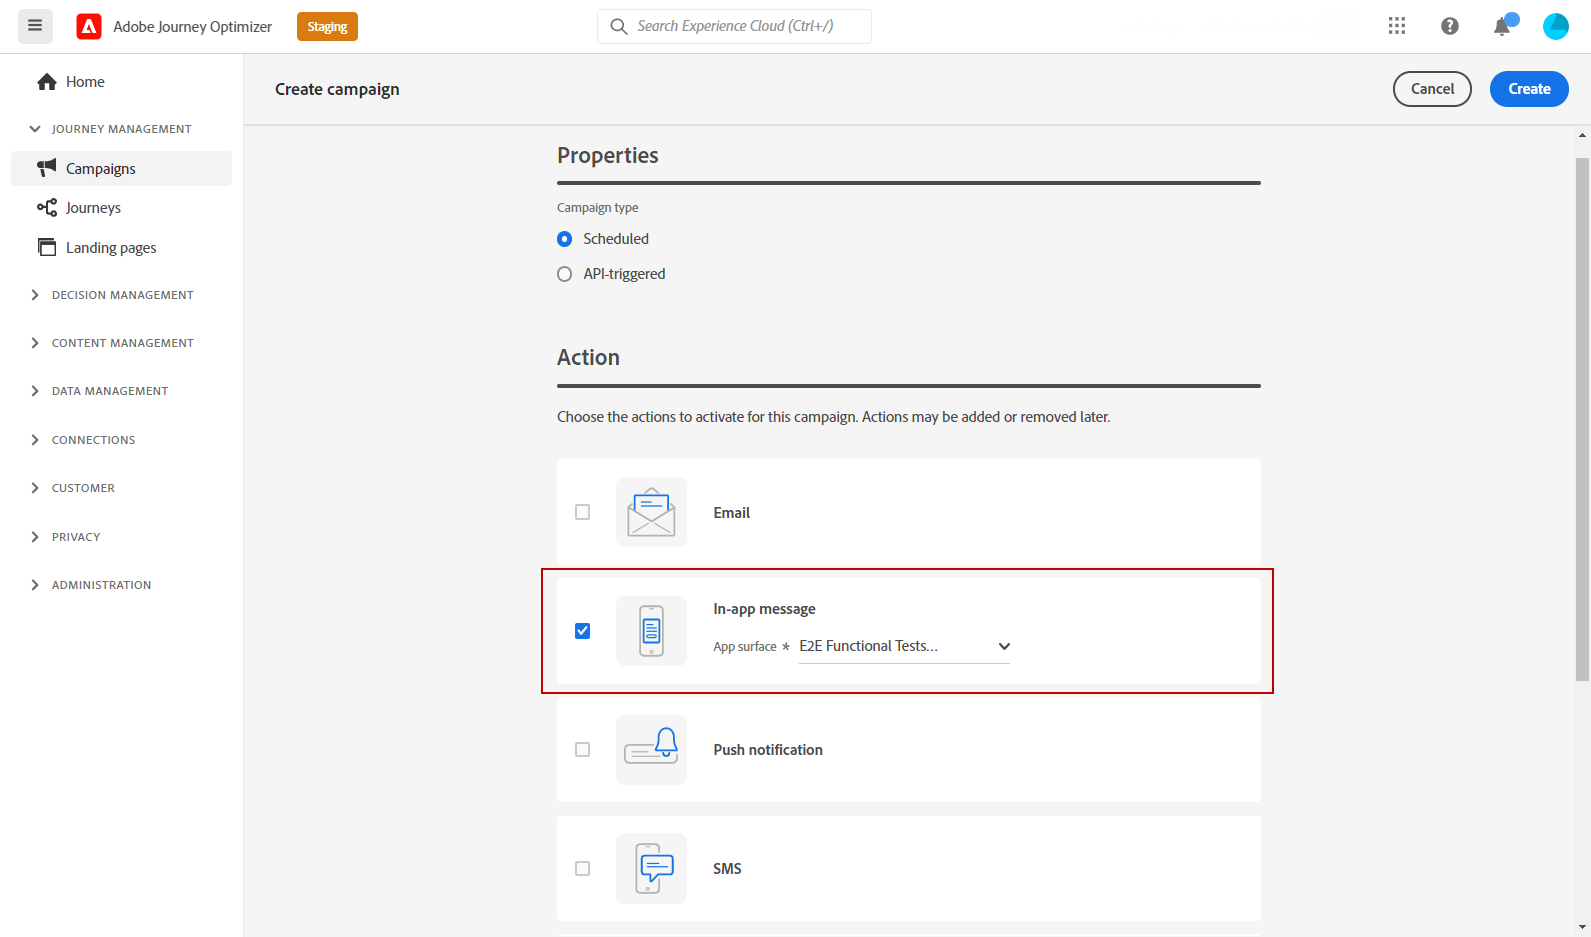 Adobe Journey Optimizer
Staging
Search Experience Cloud (Ctrl+/)
Home
JOURNEY MANAGEMENT
Campaigns
Journeys
Landing pages
DECISION MANAGEMENT
CONTENT MANAGEMENT
DATA MANAGEMENT
CONNECTIONS
CUSTOMER
PRIVACY
ADMINISTRATION
Create campaign
Cancel
Create
Properties
Campaign type
Scheduled
API-triggered
Action
Choose the actions to activate for this campaign. Actions may be added or removed later.
Email
In-app message
App surface * E2E Functional Tests...
Push notification
SMS